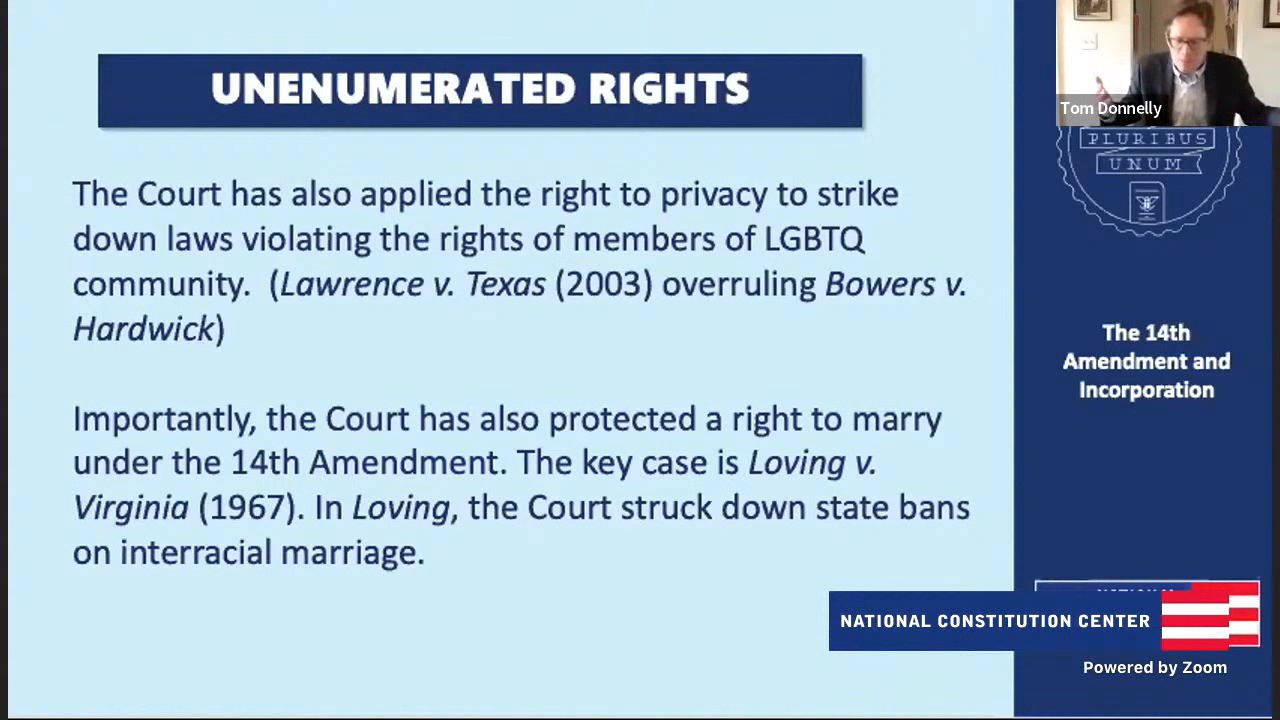 UNENUMERATED RIGHTS
The Court has also applied the right to privacy to strike
down laws violating the rights of members of LGBTQ
community.  (Lawrence v. Texas (2003) overruling Bowers v.
Hardwick)
Importantly, the Court has also protected a right to marry
under the 14th Amendment. The key case is Loving v.
Virginia (1967). In Loving, the Court struck down state bans
on interracial marriage.
Tom Donnelly
PLURIBUS
UNUM
The 14th
Amendment and
Incorporation
NATIONAL CONSTITUTION CENTER
Powered by Zoom